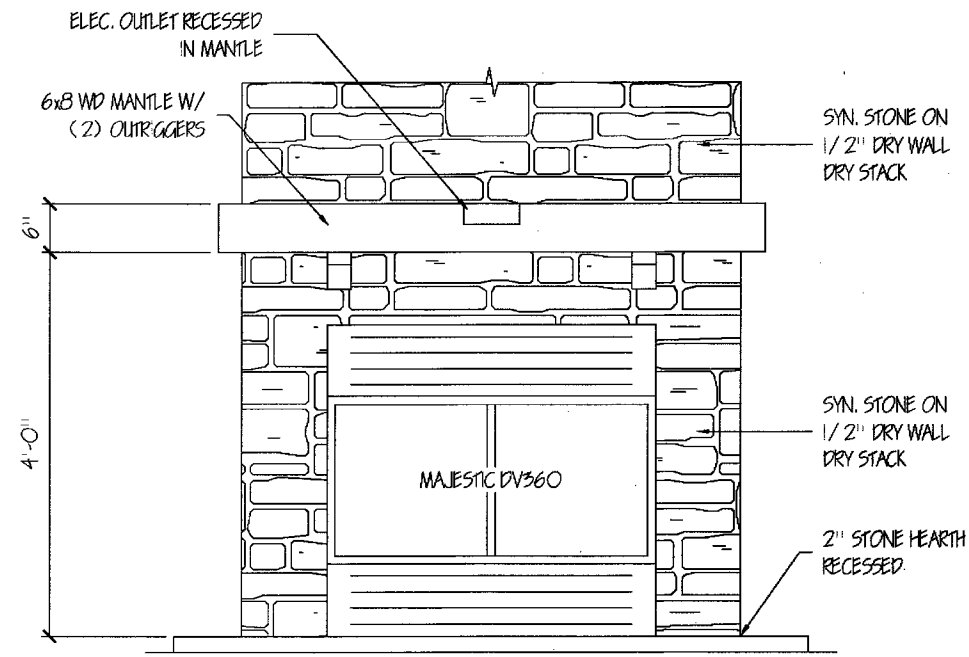 ELEC. OUTLET RECESSED
IN MANTLE
6x8 WD MANTLE W/
(2) OUTRIGGERS
SYN. STONE ON
1/2" DRY WALL
DRY STACK
6"
4'-0"
MAJESTIC DV360
SYN. STONE ON
1/2" DRY WALL
DRY STACK
2" STONE HEARTH
RECESSED.